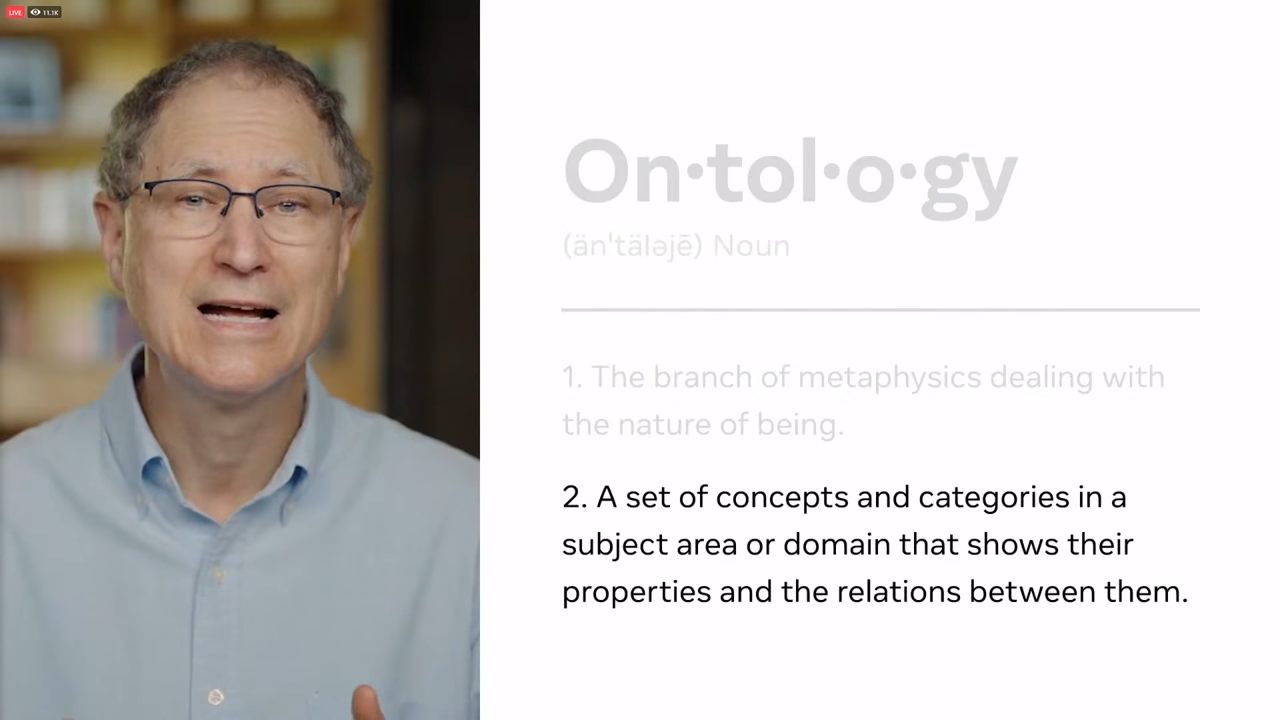 LIVE 11.1K
On·tol·o·gy
(än'täləjē) Noun
1. The branch of metaphysics dealing with
the nature of being.
2. A set of concepts and categories in a
subject area or domain that shows their
properties and the relations between them.